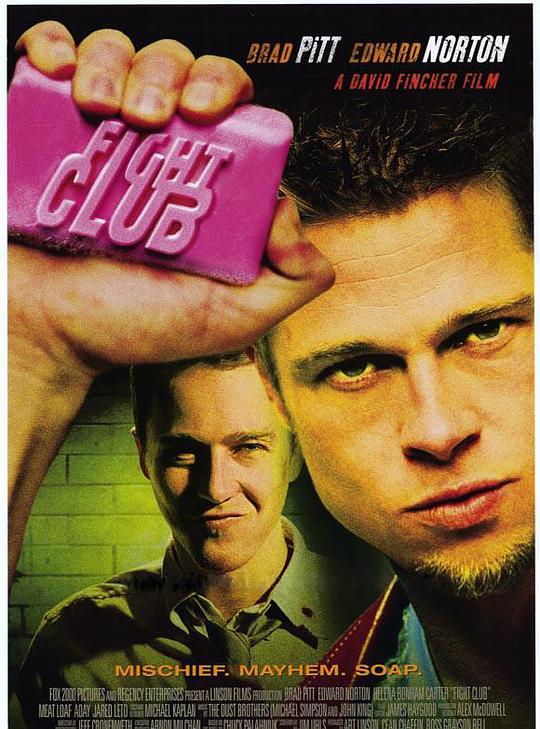 BRAD PITT EDWARD NORTON
A DAVID FINCHER FILM
FIGHT
CLUB
MISCHIEF. MAYHEM. SOAP.
FOX 2000 PICTURES AND REGENCY ENTERPRISES PRESENT A LINSON FILMS PRODUCTION BRAD PITT EDWARD NORTON HELENA BONHAM CARTER "FIGHT CLUB"
MEAT LOAF ADAY JARED LETO MICHAEL KAPLAN THE DUST BROTHERS (MICHAEL SIMPSON AND JOHN KING) JAMES HAYGOOD ALEX McDOWELL
JEFF CRONENWETH ARNON MILCHAN CHUCK PALAHNIUK JIM UHLS ART LINSON CEAN CHAFFIN ROSS GRAYSON BELL